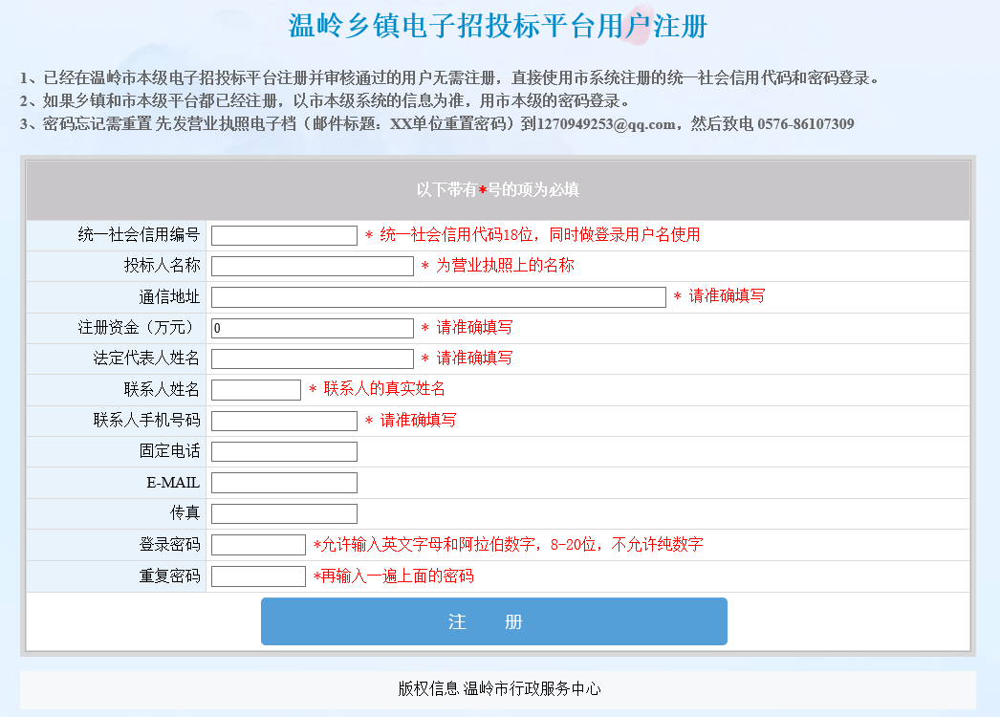 温岭乡镇电子招投标平台用户注册
1、已经在温岭市本级电子招投标平台注册并审核通过的用户无需注册，直接使用市系统注册的统一社会信用代码和密码登录。
2、如果乡镇和市本级平台都已经注册，以市本级系统的信息为准，用市本级的密码登录。
3、密码忘记需重置 先发营业执照电子档（邮件标题：XX单位重置密码）到1270949253@qq.com，然后致电 0576-86107309
以下带有*号的项为必填
统一社会信用编号 * 统一社会信用代码18位，同时做登录用户名使用
投标人名称 * 为营业执照上的名称
通信地址 * 请准确填写
注册资金（万元） 0 * 请准确填写
法定代表人姓名 * 请准确填写
联系人姓名 * 联系人的真实姓名
联系人手机号码 * 请准确填写
固定电话
E-MAIL
传真
登录密码 *允许输入英文字母和阿拉伯数字，8-20位，不允许纯数字
重复密码 *再输入一遍上面的密码
注 册
版权信息 温岭市行政服务中心